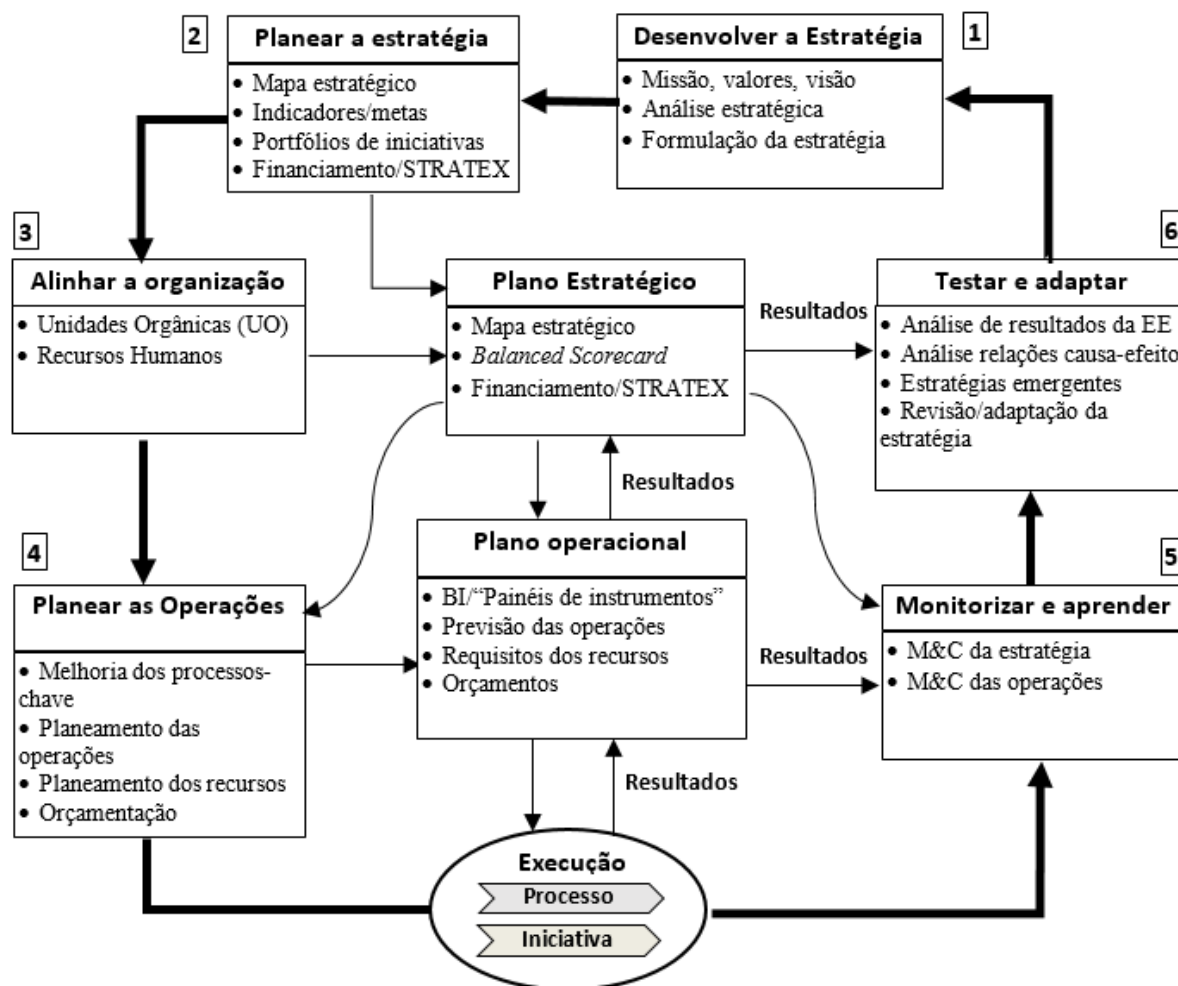 2
Planear a estratégia
• Mapa estratégico
• Indicadores/metas
• Portfólios de iniciativas
• Financiamento/STRATEX
Desenvolver a Estratégia
1
• Missão, valores, visão
• Análise estratégica
• Formulação da estratégia
3
Alinhar a organização
• Unidades Orgânicas (UO)
• Recursos Humanos
Plano Estratégico
• Mapa estratégico
• Balanced Scorecard
• Financiamento/STRATEX
Resultados
6
Testar e adaptar
• Análise de resultados da EE
• Análise relações causa-efeito
• Estratégias emergentes
• Revisão/adaptação da
estratégia
Resultados
4
Planear as Operações
• Melhoria dos processos-
chave
• Planeamento das
operações
• Planeamento dos recursos
• Orçamentação
Plano operacional
• BI/“Painéis de instrumentos”
• Previsão das operações
• Requisitos dos recursos
• Orçamentos
Resultados
5
Monitorizar e aprender
• M&C da estratégia
• M&C das operações
Resultados
Execução
Processo
Iniciativa